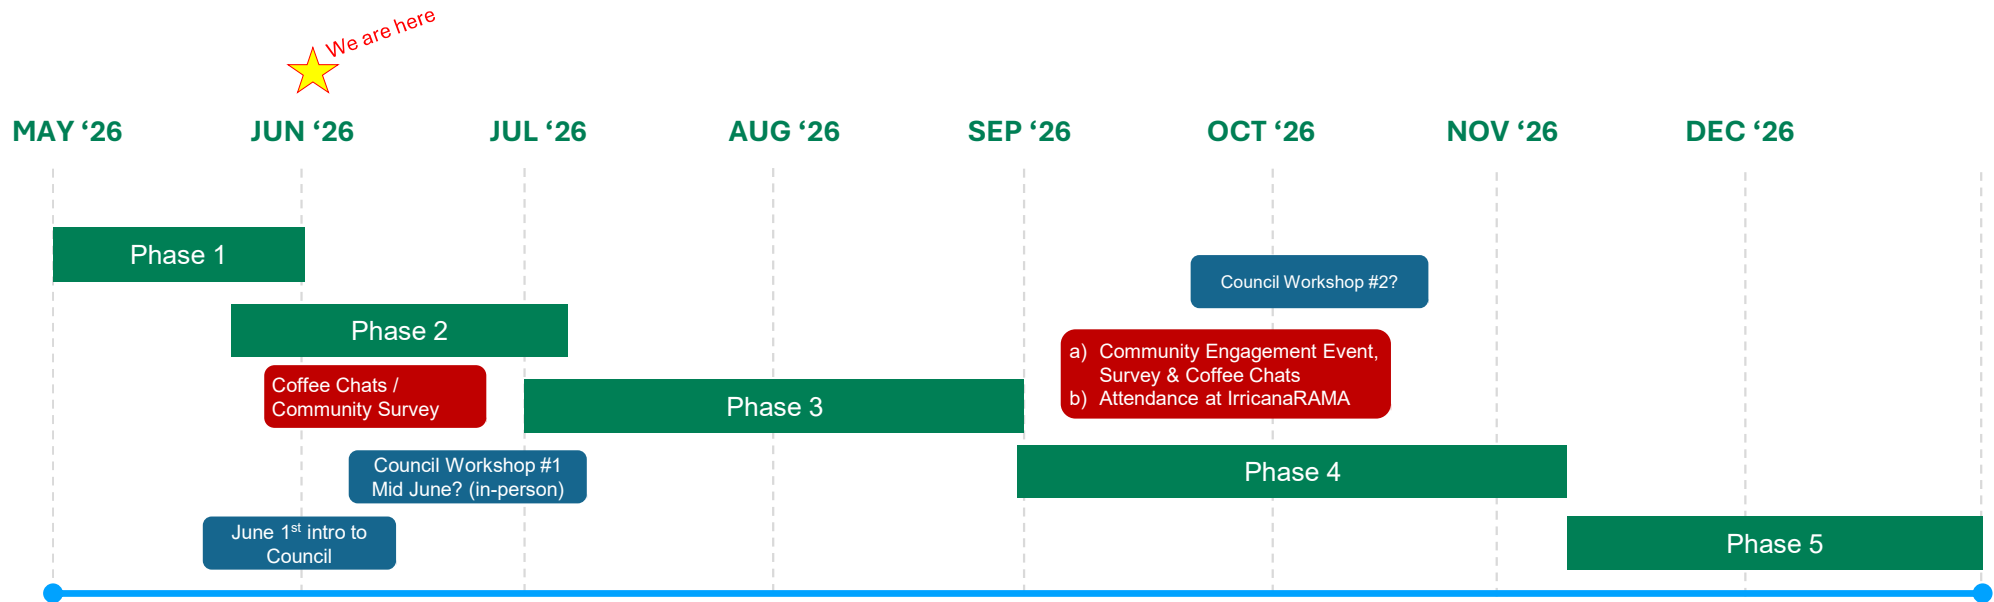 We are here
MAY ‘26
JUN ‘26
JUL ‘26
AUG ‘26
SEP ‘26
OCT ‘26
NOV ‘26
DEC ‘26
Phase 1
Council Workshop #2?
Phase 2
a) Community Engagement Event,
Survey & Coffee Chats
b) Attendance at IrricanaRAMA
Coffee Chats /
Community Survey
Phase 3
Council Workshop #1
Mid June? (in-person)
Phase 4
June 1st intro to
Council
Phase 5